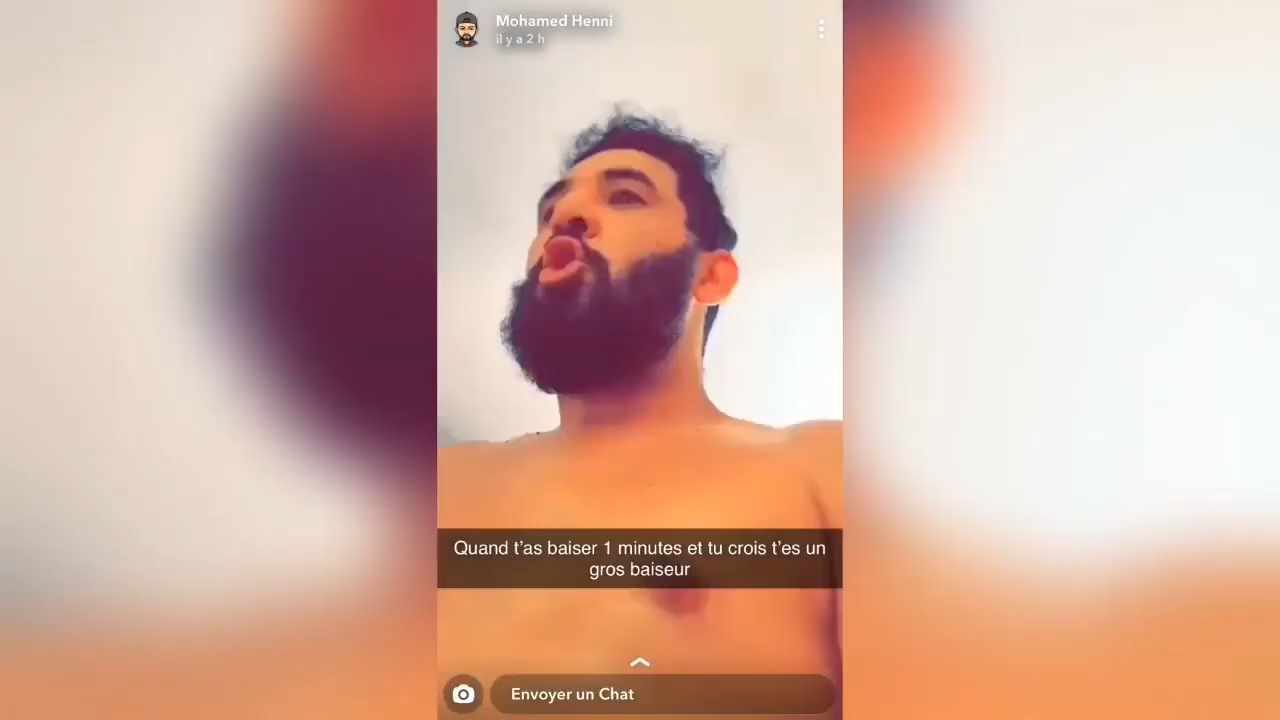 Mohamed Henni
il y a 2 h
Quand t'as baiser 1 minutes et tu crois t'es un
gros baiseur
Envoyer un Chat